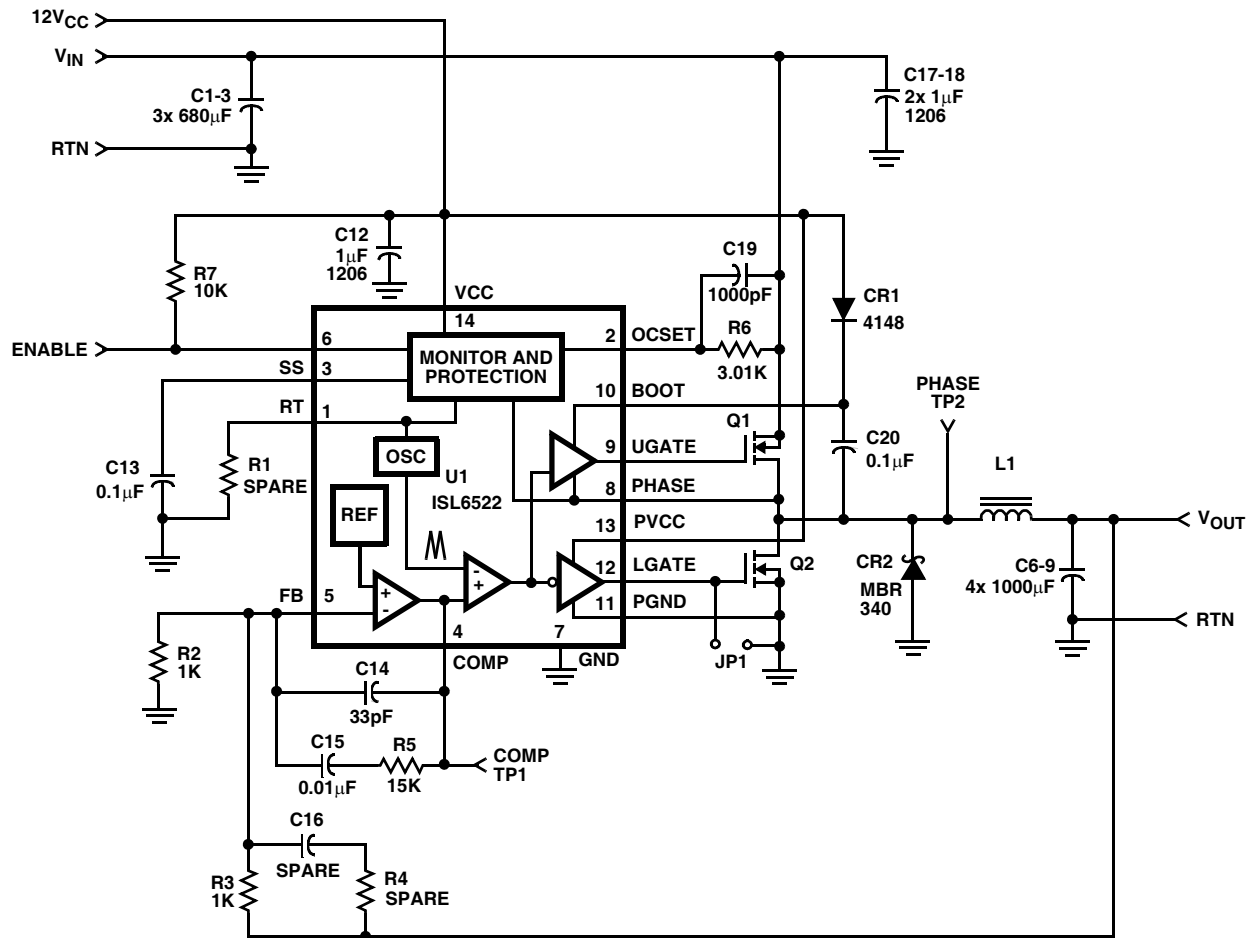 12VCC
VIN
C1-3
3x 680µF
RTN
C17-18
2x 1µF
1206
C12
1µF
1206
R7
10K
C19
1000pF
VCC
14
CR1
4148
ENABLE
6
MONITOR AND
PROTECTION
2
OCSET
R6
3.01K
SS
3
10
BOOT
PHASE
TP2
RT
1
Q1
OSC
9
UGATE
C20
0.1µF
L1
C13
0.1µF
R1
SPARE
U1
ISL6522
8
PHASE
REF
13
PVCC
VOUT
-
+
12
LGATE
Q2
CR2
MBR
340
C6-9
4x 1000µF
FB
5
+
-
11
PGND
RTN
4
7
COMP
GND
JP1
R2
1K
C14
33pF
C15
0.01µF
R5
15K
COMP
TP1
C16
SPARE
R3
1K
R4
SPARE